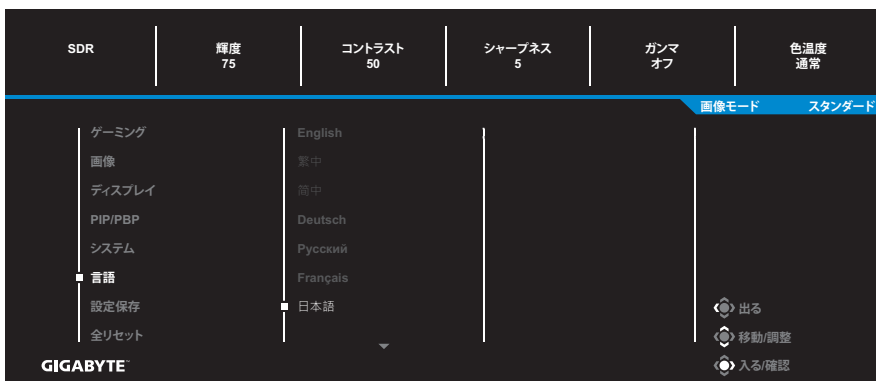 SDR 輝度 コントラスト シャープネス ガンマ 色温度
75 50 5 オフ 通常
画像モード スタンダード
ゲーミング English
画像 繁中
ディスプレイ 简中
PIP/PBP Deutsch
システム Русский
言語 Français
設定保存 日本語 出る
全リセット 移動/調整
GIGABYTE™ 入る/確認